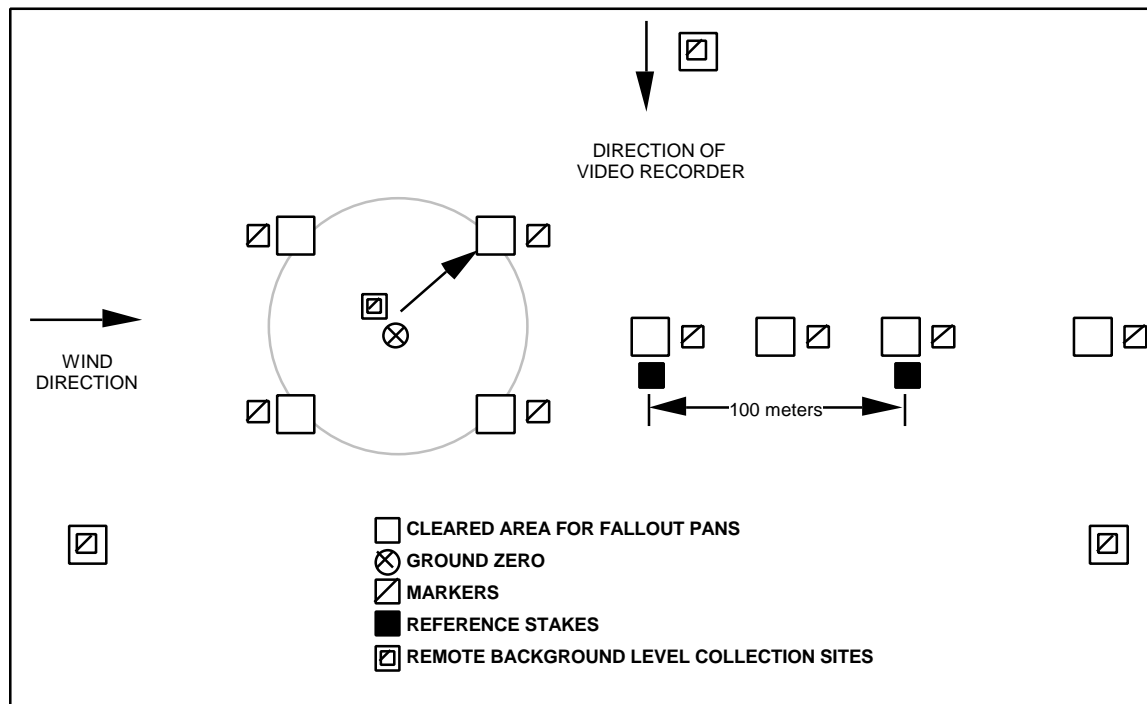 DIRECTION OF
VIDEO RECORDER
WIND
DIRECTION
100 meters
CLEARED AREA FOR FALLOUT PANS
GROUND ZERO
MARKERS
REFERENCE STAKES
REMOTE BACKGROUND LEVEL COLLECTION SITES